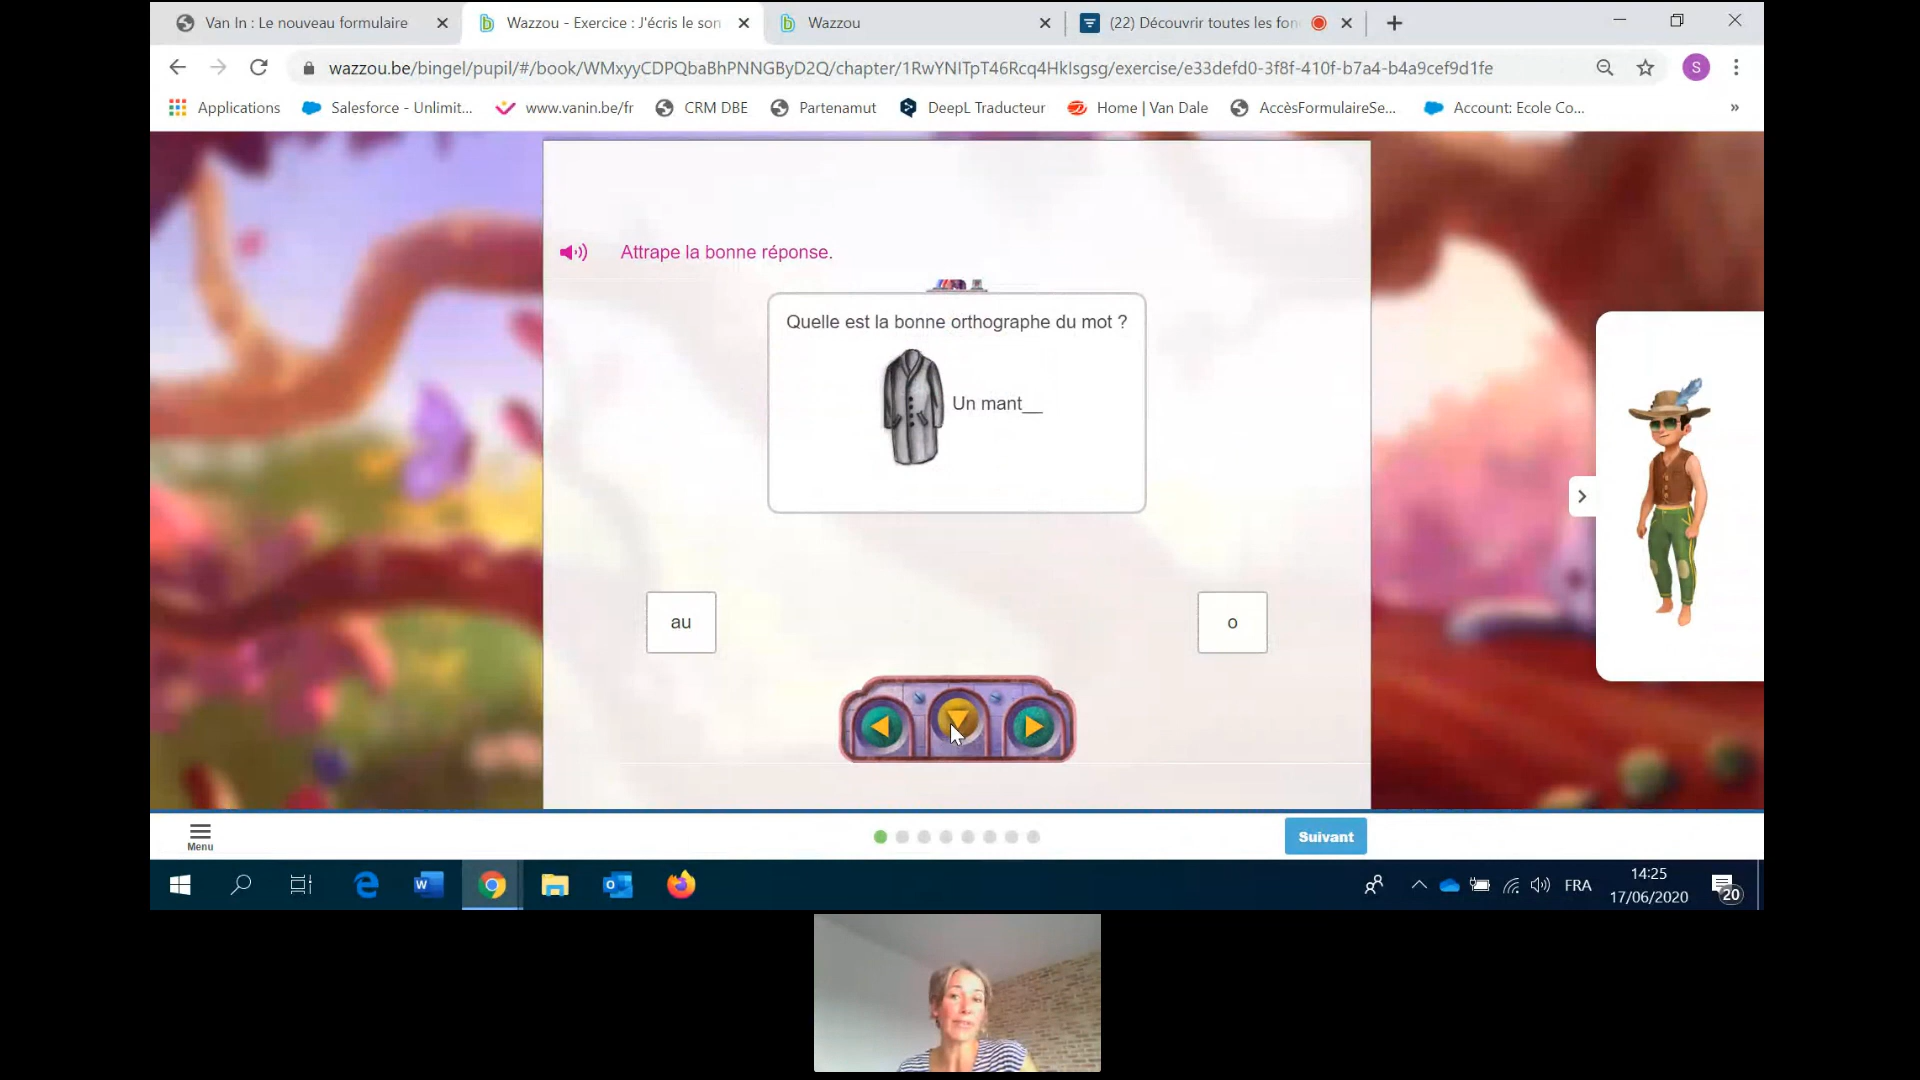 Van In : Le nouveau formulaire
Wazzou - Exercice : J'écris le son
Wazzou
(22) Découvrir toutes les fon
wazzou.be/bingel/pupil/#/book/WMxyyCDPQbaBhPNNGByD2Q/chapter/1RwYNITpT46Rcq4HkIsgsg/exercise/e33defd0-3f8f-410f-b7a4-b4a9cef9d1fe
S
Applications
Salesforce - Unlimit...
www.vanin.be/fr
CRM DBE
Partenamut
DeepL Traducteur
Home | Van Dale
AccèsFormulaireSe...
Account: Ecole Co...
»
Attrape la bonne réponse.
Quelle est la bonne orthographe du mot ?
Un mant__
au
o
Menu
Suivant
FRA
14:25
17/06/2020
20